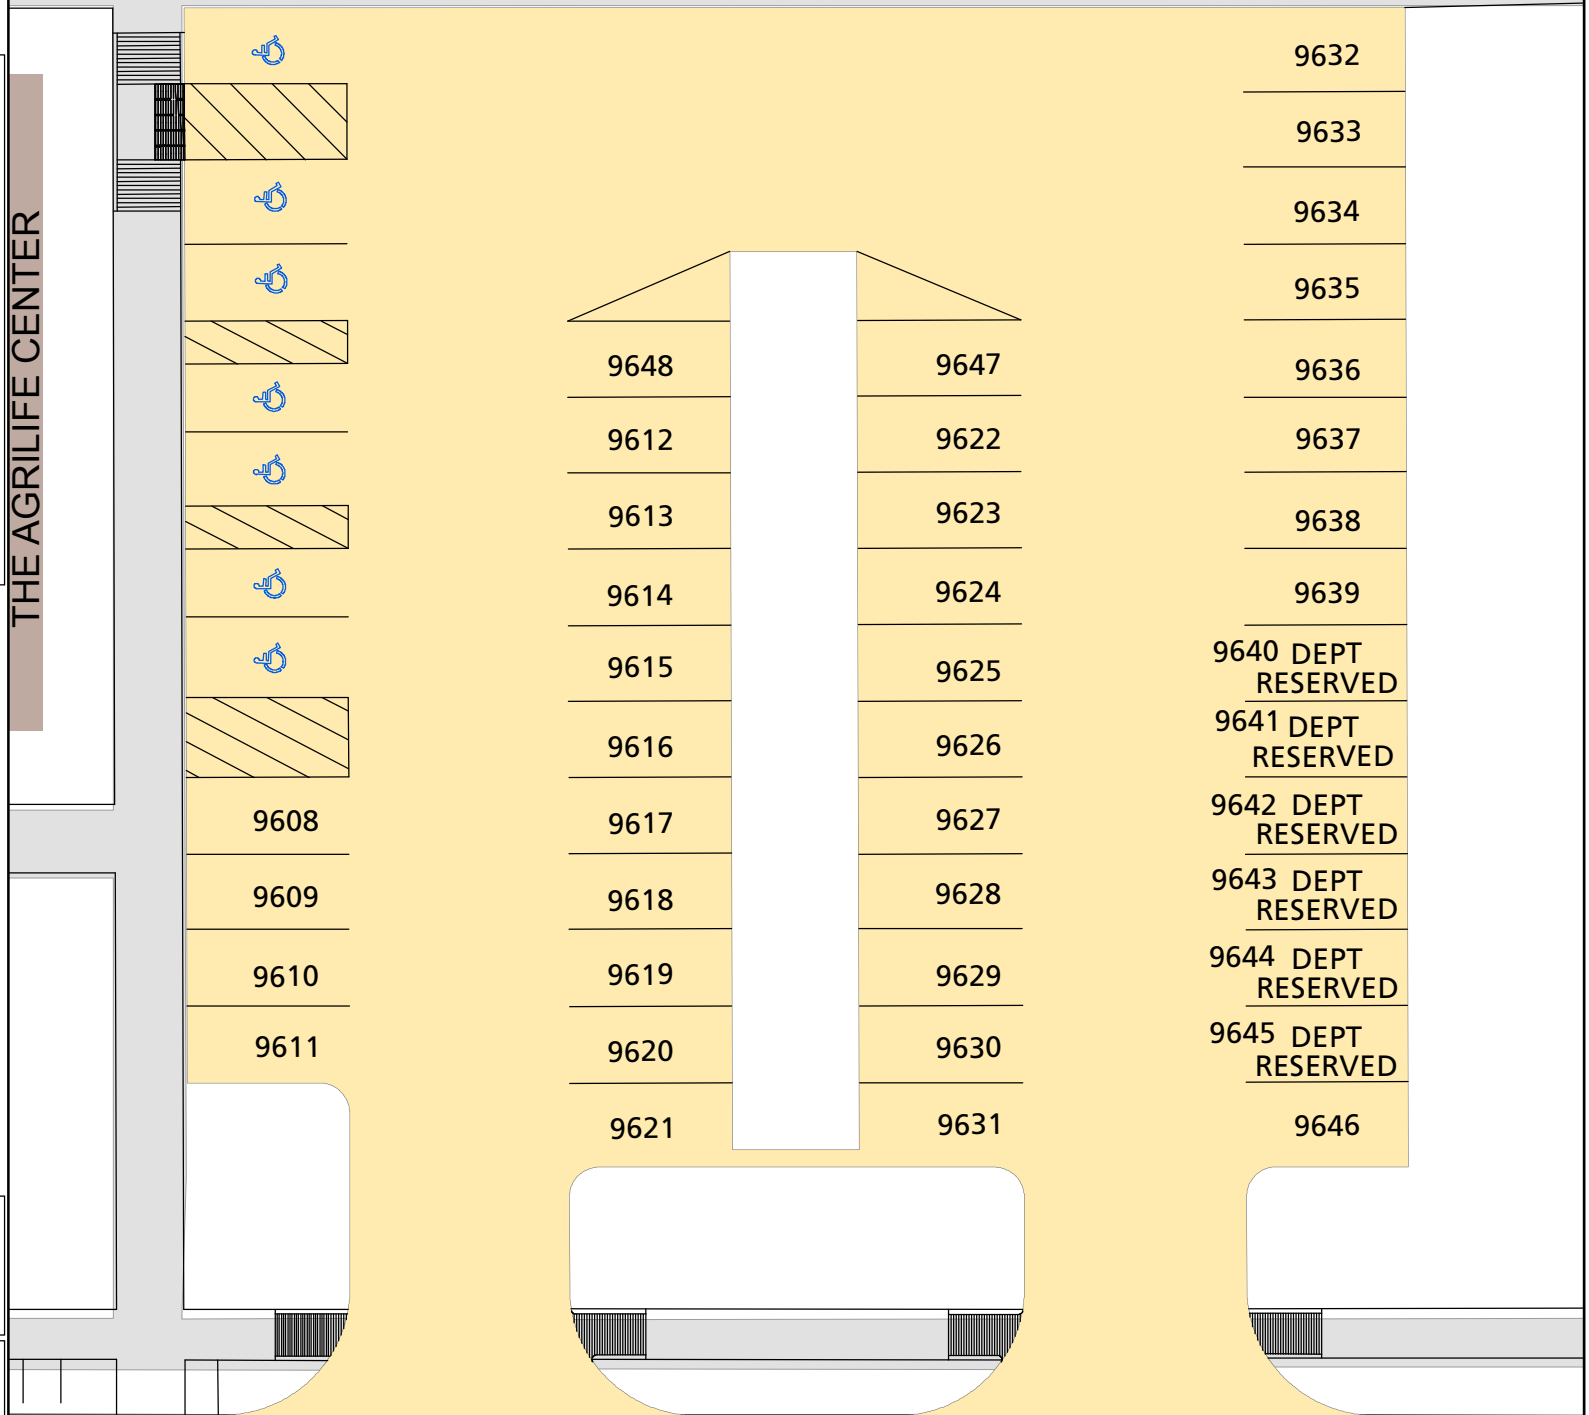 THE AGRILIFE CENTER
9608
9609
9610
9611
9648
9612
9613
9614
9615
9616
9617
9618
9619
9620
9621
9647
9622
9623
9624
9625
9626
9627
9628
9629
9630
9631
9632
9633
9634
9635
9636
9637
9638
9639
9640 DEPT
RESERVED
9641 DEPT
RESERVED
9642 DEPT
RESERVED
9643 DEPT
RESERVED
9644 DEPT
RESERVED
9645 DEPT
RESERVED
9646